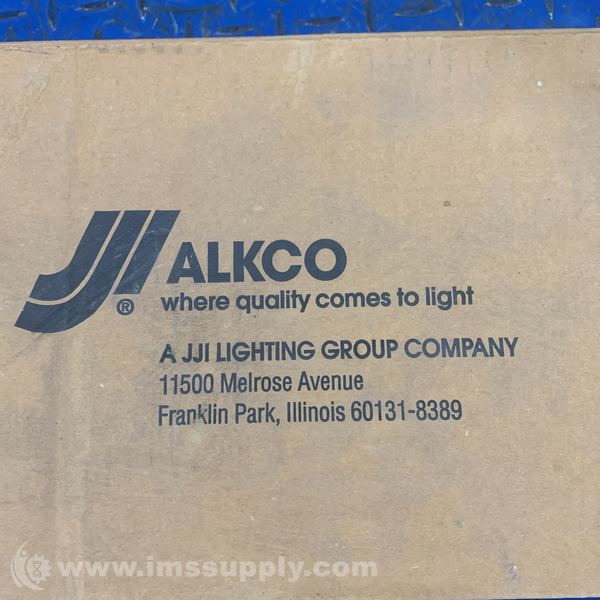 JJI ALKCO
®
where quality comes to light
A JJI LIGHTING GROUP COMPANY
11500 Melrose Avenue
Franklin Park, Illinois 60131-8389
www.imssupply.com